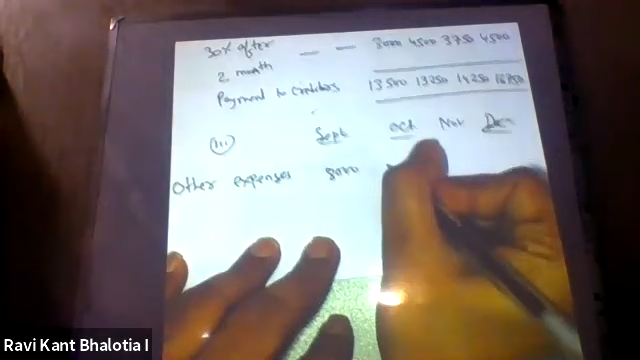 30% after — — 3000 4500 3750 4500
2 month
Payment to creditors 13500 13250 14250 16750
(iii) Sept Oct Nov Dec
Other expenses 8000
Ravi Kant Bhalotia I